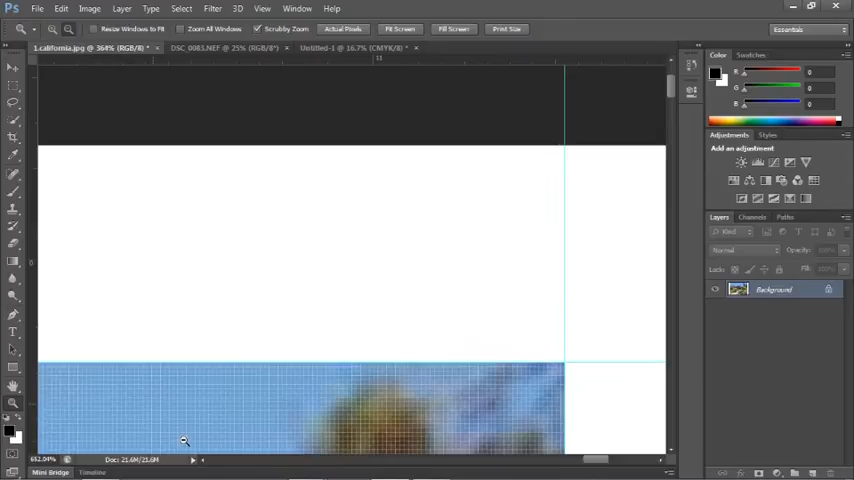 Ps File Edit Image Layer Type Select Filter 3D View Window Help
Resize Windows to Fit Zoom All Windows Scrubby Zoom Actual Pixels Fit Screen Fill Screen Print Size Essentials
1.california.jpg @ 364% (RGB/8) * × DSC_0085.NEF @ 25% (RGB/8*) × Untitled-1 @ 16.7% (CMYK/8) * ×
11
0
Color Swatches
R 0
G 0
B 0
Adjustments Styles
Add an adjustment
Layers Channels Paths
Kind
Normal Opacity: 100%
Lock: Fill: 100%
Background
652.04% Doc: 21.6M/21.6M
Mini Bridge Timeline